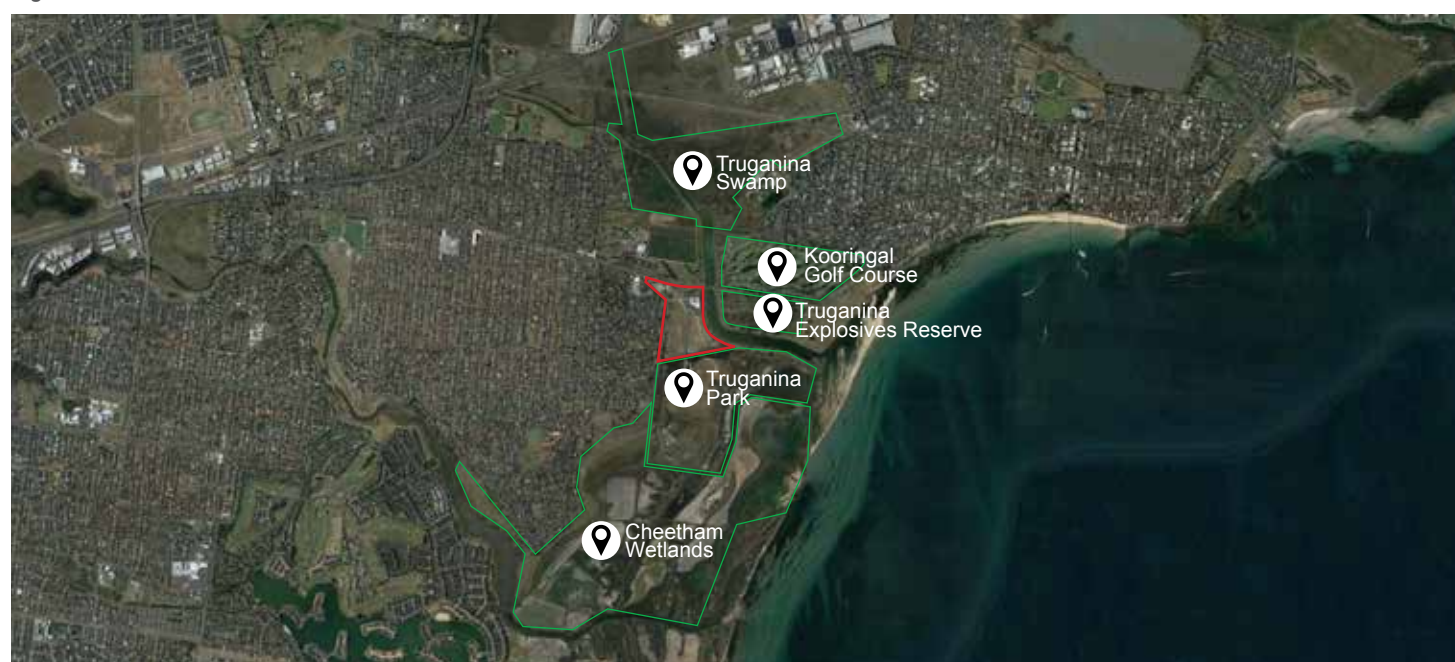 Truganina
Swamp
Kooringal
Golf Course
Truganina
Explosives Reserve
Truganina
Park
Cheetham
Wetlands